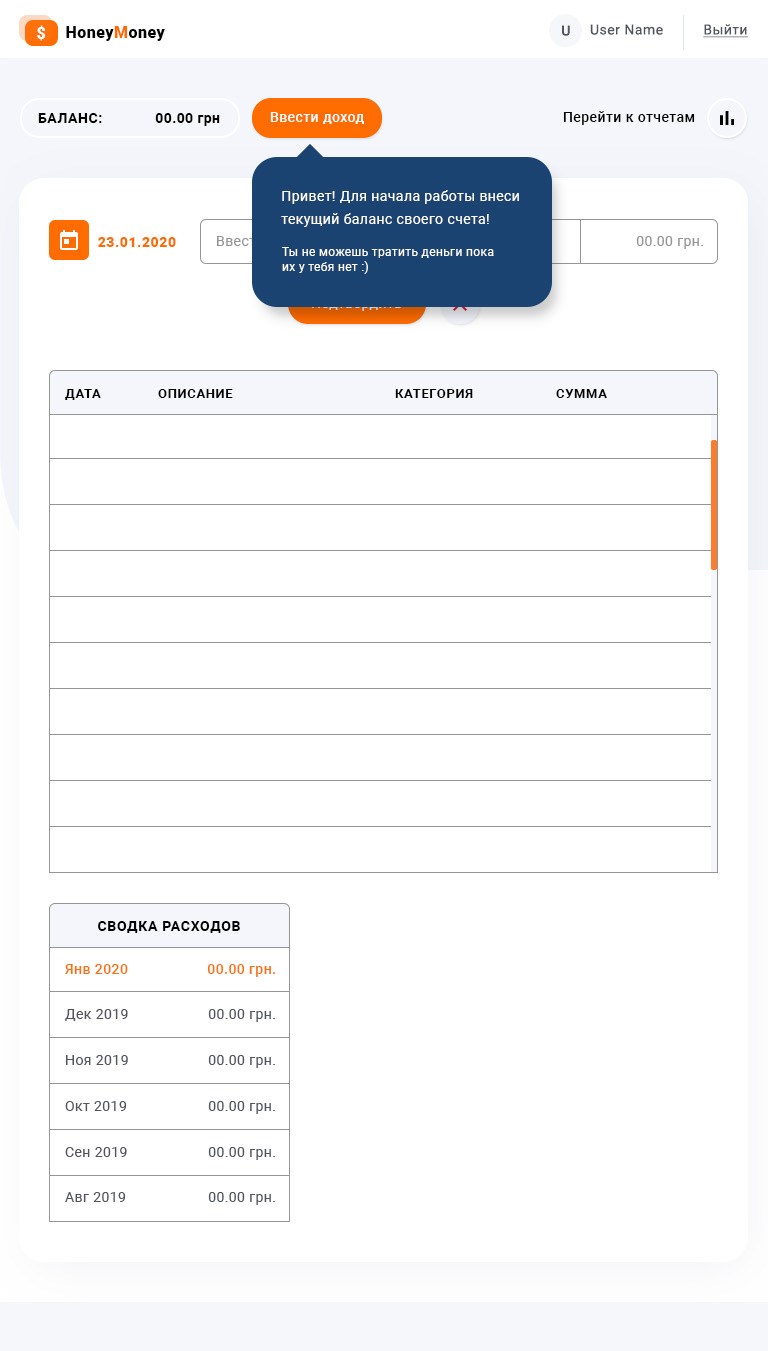 $ HoneyMoney
U User Name
Выйти
БАЛАНС: 00.00 грн
Ввести доход
Перейти к отчетам
Привет! Для начала работы внеси
текущий баланс своего счета!
Ты не можешь тратить деньги пока
их у тебя нет :)
23.01.2020
00.00 грн.
ДАТА ОПИСАНИЕ КАТЕГОРИЯ СУММА
СВОДКА РАСХОДОВ
Янв 2020 00.00 грн.
Дек 2019 00.00 грн.
Ноя 2019 00.00 грн.
Окт 2019 00.00 грн.
Сен 2019 00.00 грн.
Авг 2019 00.00 грн.